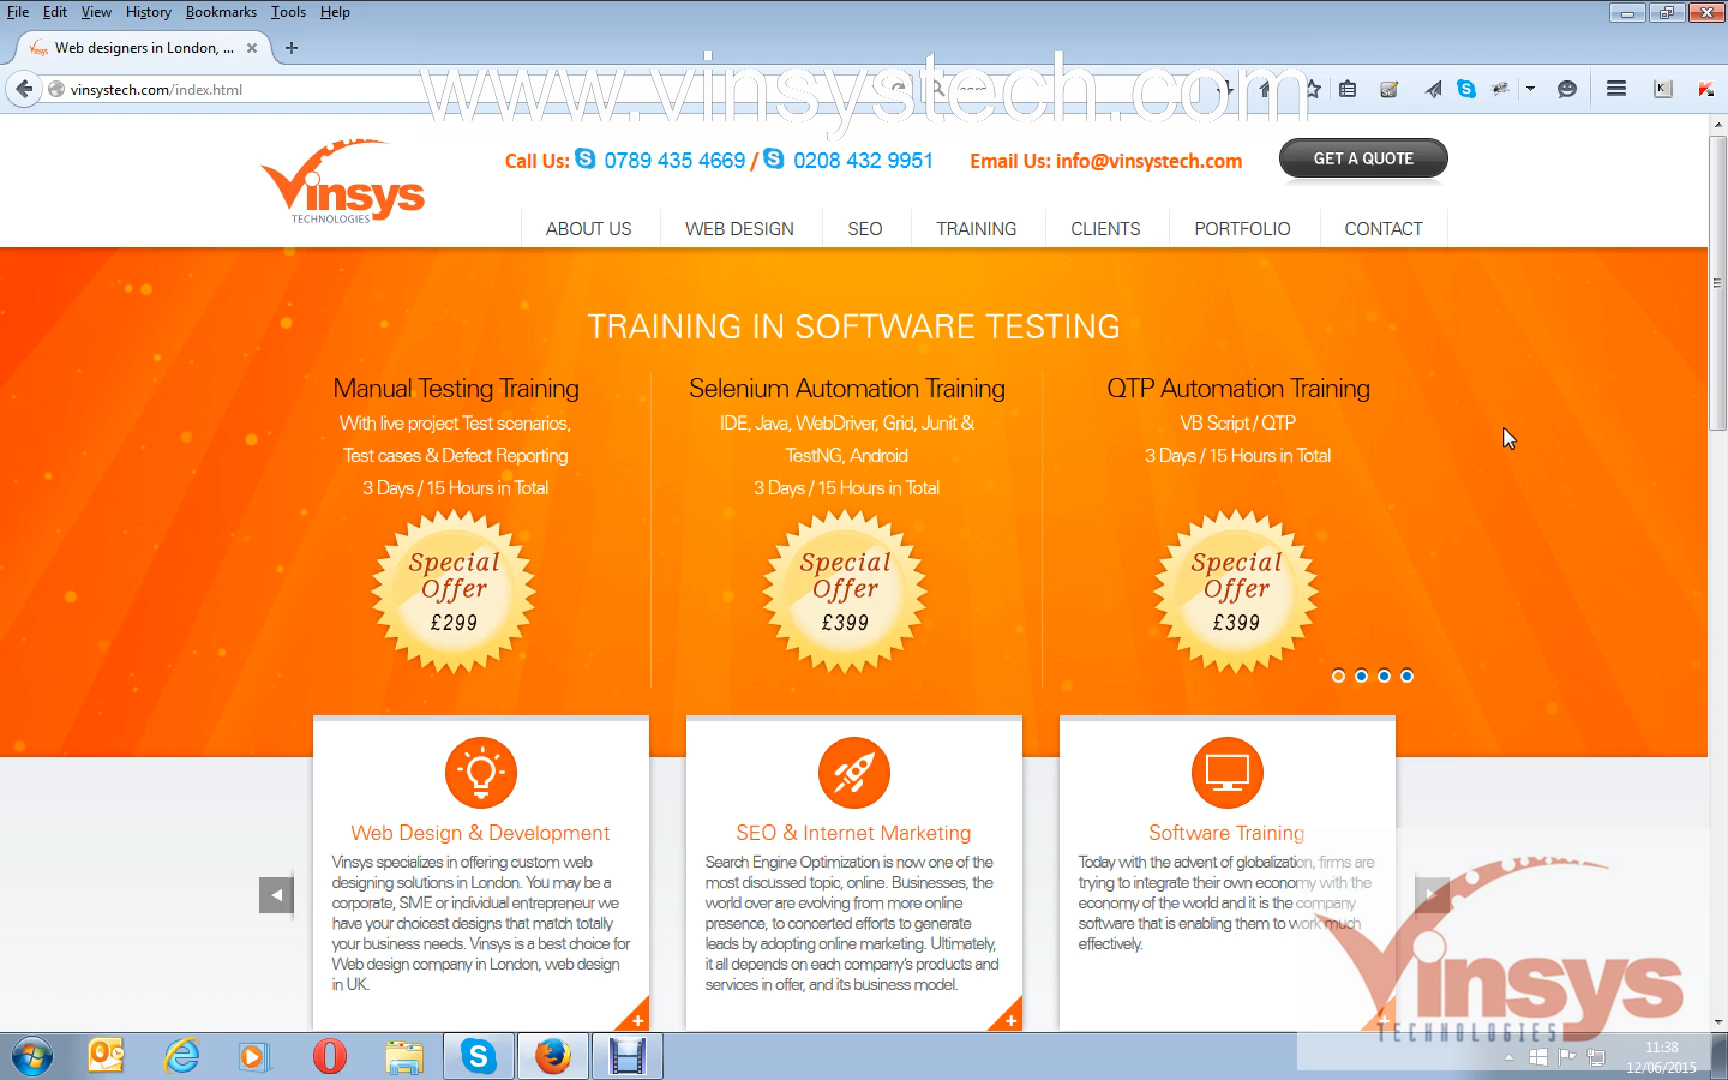 File Edit View History Bookmarks Tools Help
Web designers in London, ...
vinsystech.com/index.html
www.vinsystech.com
Vinsys
TECHNOLOGIES
Call Us: 0789 435 4669 / 0208 432 9951 Email Us: info@vinsystech.com GET A QUOTE
ABOUT US WEB DESIGN SEO TRAINING CLIENTS PORTFOLIO CONTACT
TRAINING IN SOFTWARE TESTING
Manual Testing Training
With live project Test scenarios,
Test cases & Defect Reporting
3 Days / 15 Hours in Total
Special
Offer
£299
Selenium Automation Training
IDE, Java, WebDriver, Grid, Junit &
TestNG, Android
3 Days / 15 Hours in Total
Special
Offer
£399
QTP Automation Training
VB Script / QTP
3 Days / 15 Hours in Total
Special
Offer
£399
Web Design & Development
Vinsys specializes in offering custom web
designing solutions in London. You may be a
corporate, SME or individual entrepreneur we
have your choicest designs that match totally
your business needs. Vinsys is a best choice for
Web design company in London, web design
in UK.
SEO & Internet Marketing
Search Engine Optimization is now one of the
most discussed topic, online. Businesses, the
world over are evolving from more online
presence, to concerted efforts to generate
leads by adopting online marketing. Ultimately,
it all depends on each company's products and
services in offer, and its business model.
Software Training
Today with the advent of globalization, firms are
trying to integrate their own economy with the
economy of the world and it is the company
software that is enabling them to work much
effectively.
Vinsys
TECHNOLOGIES
11:38
12/06/2015